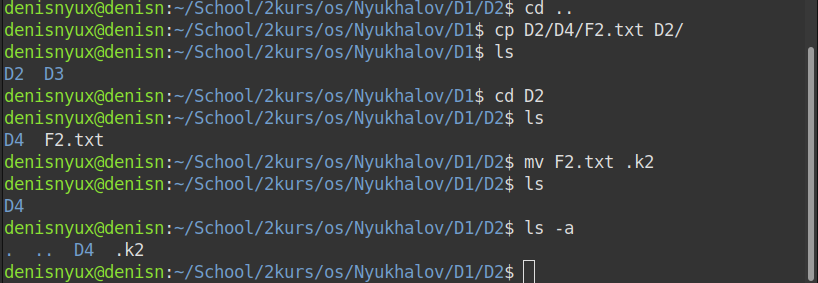 denisnyux@denisn:~/School/2kurs/os/Nyukhalov/D1/D2$ cd ..
denisnyux@denisn:~/School/2kurs/os/Nyukhalov/D1$ cp D2/D4/F2.txt D2/
denisnyux@denisn:~/School/2kurs/os/Nyukhalov/D1$ ls
D2  D3
denisnyux@denisn:~/School/2kurs/os/Nyukhalov/D1$ cd D2
denisnyux@denisn:~/School/2kurs/os/Nyukhalov/D1/D2$ ls
D4  F2.txt
denisnyux@denisn:~/School/2kurs/os/Nyukhalov/D1/D2$ mv F2.txt .k2
denisnyux@denisn:~/School/2kurs/os/Nyukhalov/D1/D2$ ls
D4
denisnyux@denisn:~/School/2kurs/os/Nyukhalov/D1/D2$ ls -a
.  ..  D4  .k2
denisnyux@denisn:~/School/2kurs/os/Nyukhalov/D1/D2$